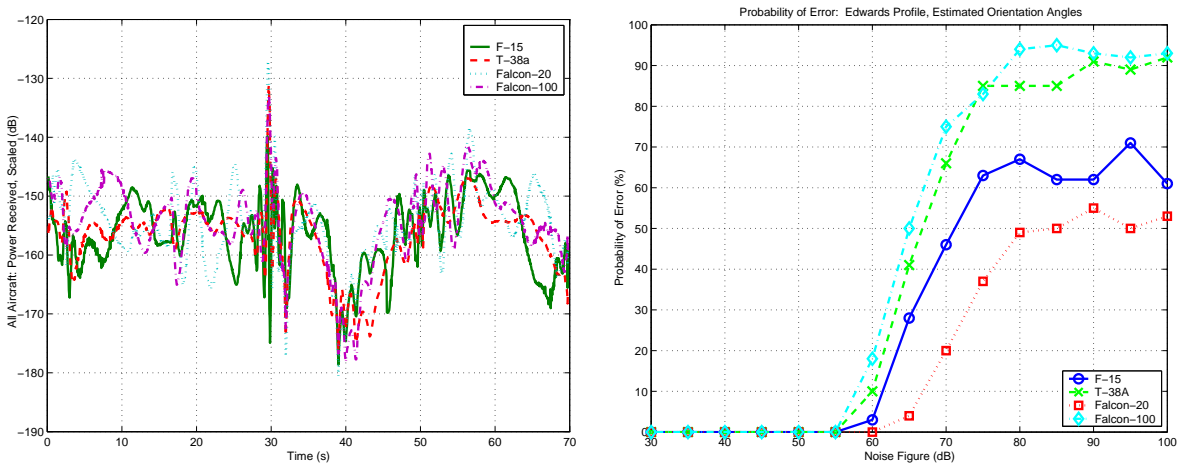 −120
−130
−140
−150
−160
−170
−180
−190
0
10
20
30
40
50
60
70
Time (s)
All Aircraft: Power Received, Scaled (dB)
F−15
T−38a
Falcon−20
Falcon−100
Probability of Error: Edwards Profile, Estimated Orientation Angles
100
90
80
70
60
50
40
30
20
10
0
30
40
50
60
70
80
90
100
Noise Figure (dB)
Probability of Error (%)
F−15
T−38A
Falcon−20
Falcon−100